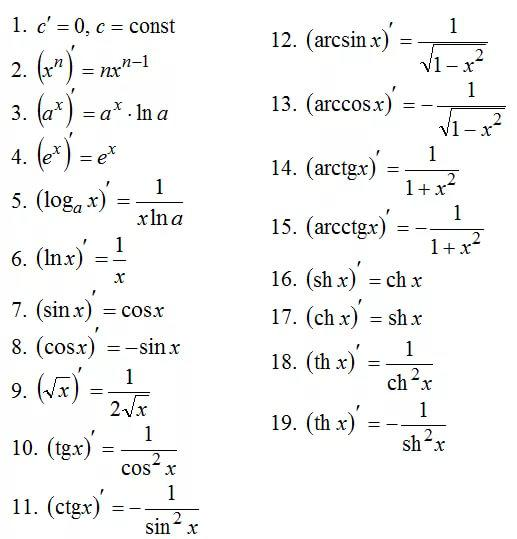 1. c′ = 0, c = const
2. (xⁿ)′ = nxⁿ⁻¹
3. (aˣ)′ = aˣ · ln a
4. (eˣ)′ = eˣ
5. (logₐ x)′ = 1/(x ln a)
6. (ln x)′ = 1/x
7. (sin x)′ = cos x
8. (cos x)′ = −sin x
9. (√x)′ = 1/(2√x)
10. (tgx)′ = 1/(cos² x)
11. (ctgx)′ = −1/(sin² x)
12. (arcsin x)′ = 1/√(1 − x²)
13. (arccos x)′ = −1/√(1 − x²)
14. (arctgx)′ = 1/(1 + x²)
15. (arcctgx)′ = −1/(1 + x²)
16. (sh x)′ = ch x
17. (ch x)′ = sh x
18. (th x)′ = 1/(ch² x)
19. (th x)′ = −1/(sh² x)